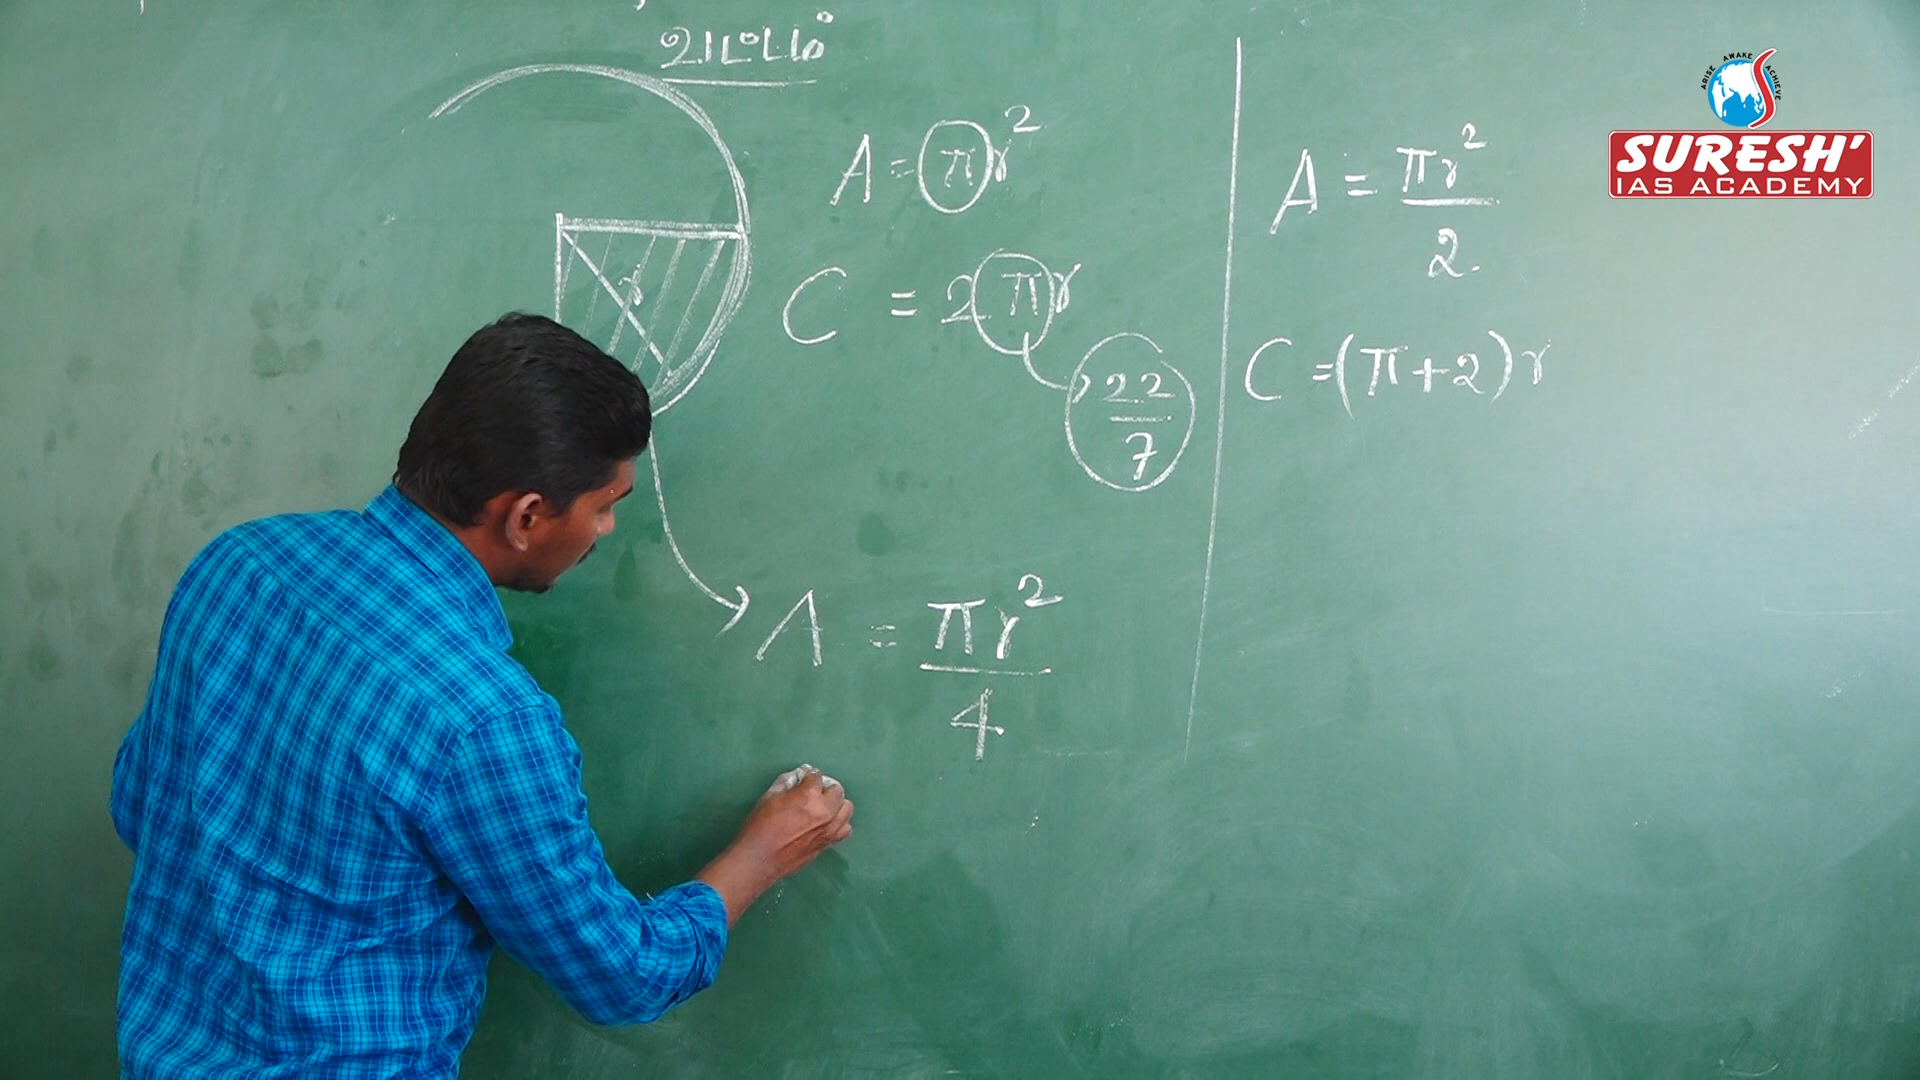 வட்டம்
A = πr²
C = 2πr
22
7
r
A = πr²
4
A = πr²
2.
C = (π+2)r
ARISE AWAKE ACHIEVE
SURESH'
IAS ACADEMY